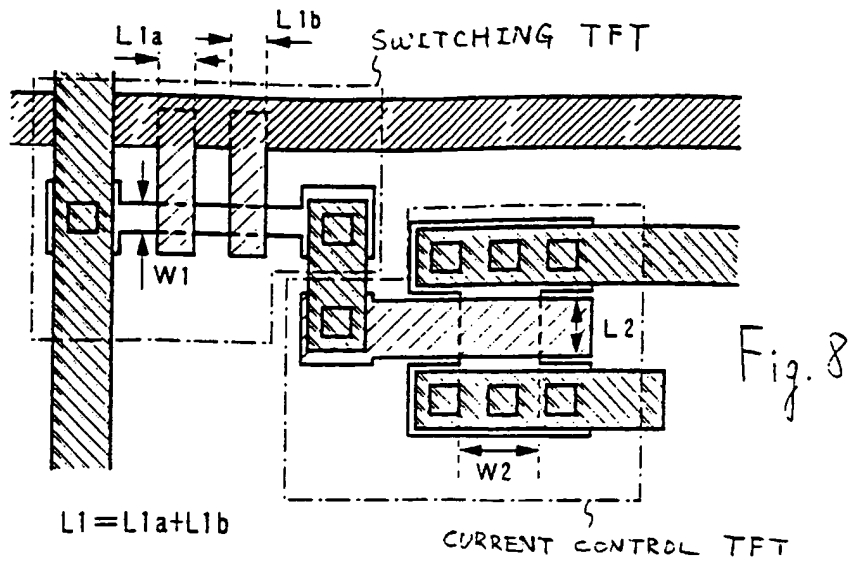 L1a
L1b
SWITCHING TFT
W1
L2
Fig. 8
W2
L1=L1a+L1b
CURRENT CONTROL TFT